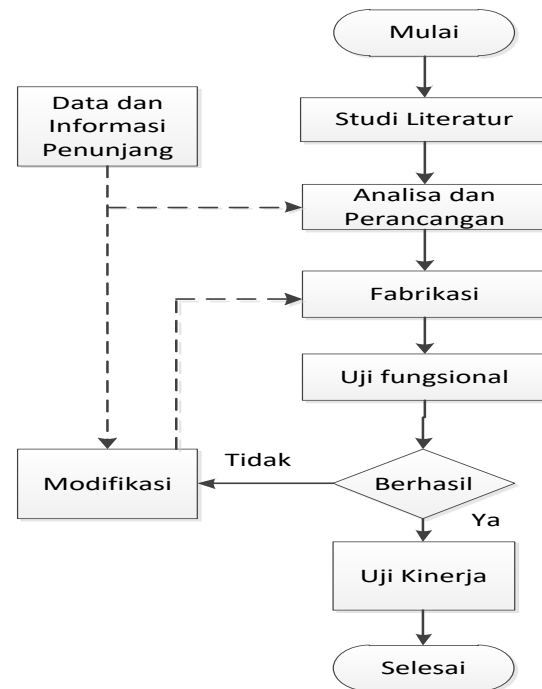 Mulai
Data dan
Informasi
Penunjang
Studi Literatur
Analisa dan
Perancangan
Fabrikasi
Uji fungsional
Tidak
Modifikasi
Berhasil
Ya
Uji Kinerja
Selesai